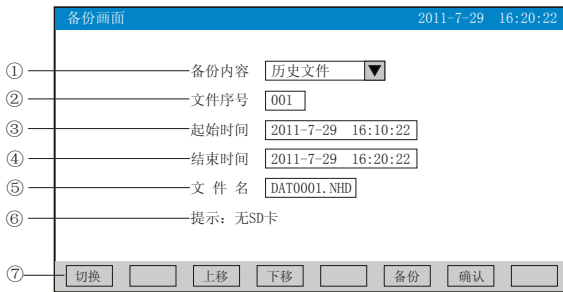 备份画面 2011-7-29 16:20:22
① 备份内容 历史文件
② 文件序号 001
③ 起始时间 2011-7-29 16:10:22
④ 结束时间 2011-7-29 16:20:22
⑤ 文 件 名 DAT0001.NHD
⑥ 提示：无SD卡
⑦ 切换 上移 下移 备份 确认